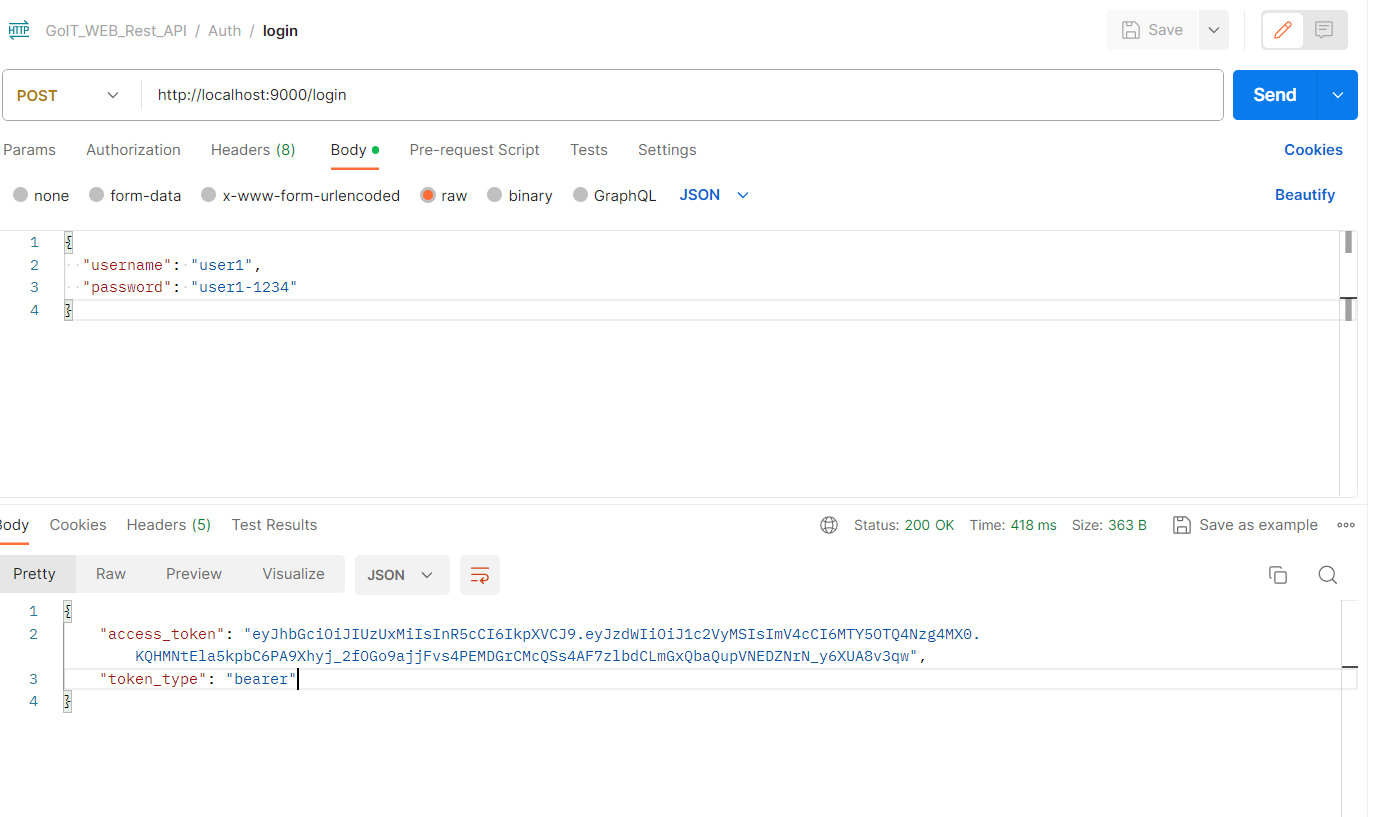 HTTP GoIT_WEB_Rest_API / Auth / login Save
POST http://localhost:9000/login Send
Params Authorization Headers (8) Body Pre-request Script Tests Settings Cookies
none form-data x-www-form-urlencoded raw binary GraphQL JSON Beautify
1 {
2 "username": "user1",
3 "password": "user1-1234"
4 }
Body Cookies Headers (5) Test Results Status: 200 OK Time: 418 ms Size: 363 B Save as example
Pretty Raw Preview Visualize JSON
1 {
2 "access_token": "eyJhbGciOiJIUzUxMiIsInR5cCI6IkpXVCJ9.eyJzdWIiOiJ1c2VyMSIsImV4cCI6MTY5OTQ4Nzg4MX0.
KQHMNtEla5kpbC6PA9Xhyj_2fOGo9ajjFvs4PEMDGrCMcQSs4AF7zlbdCLmGxQbaQupVNEDZNrN_y6XUA8v3qw",
3 "token_type": "bearer"
4 }